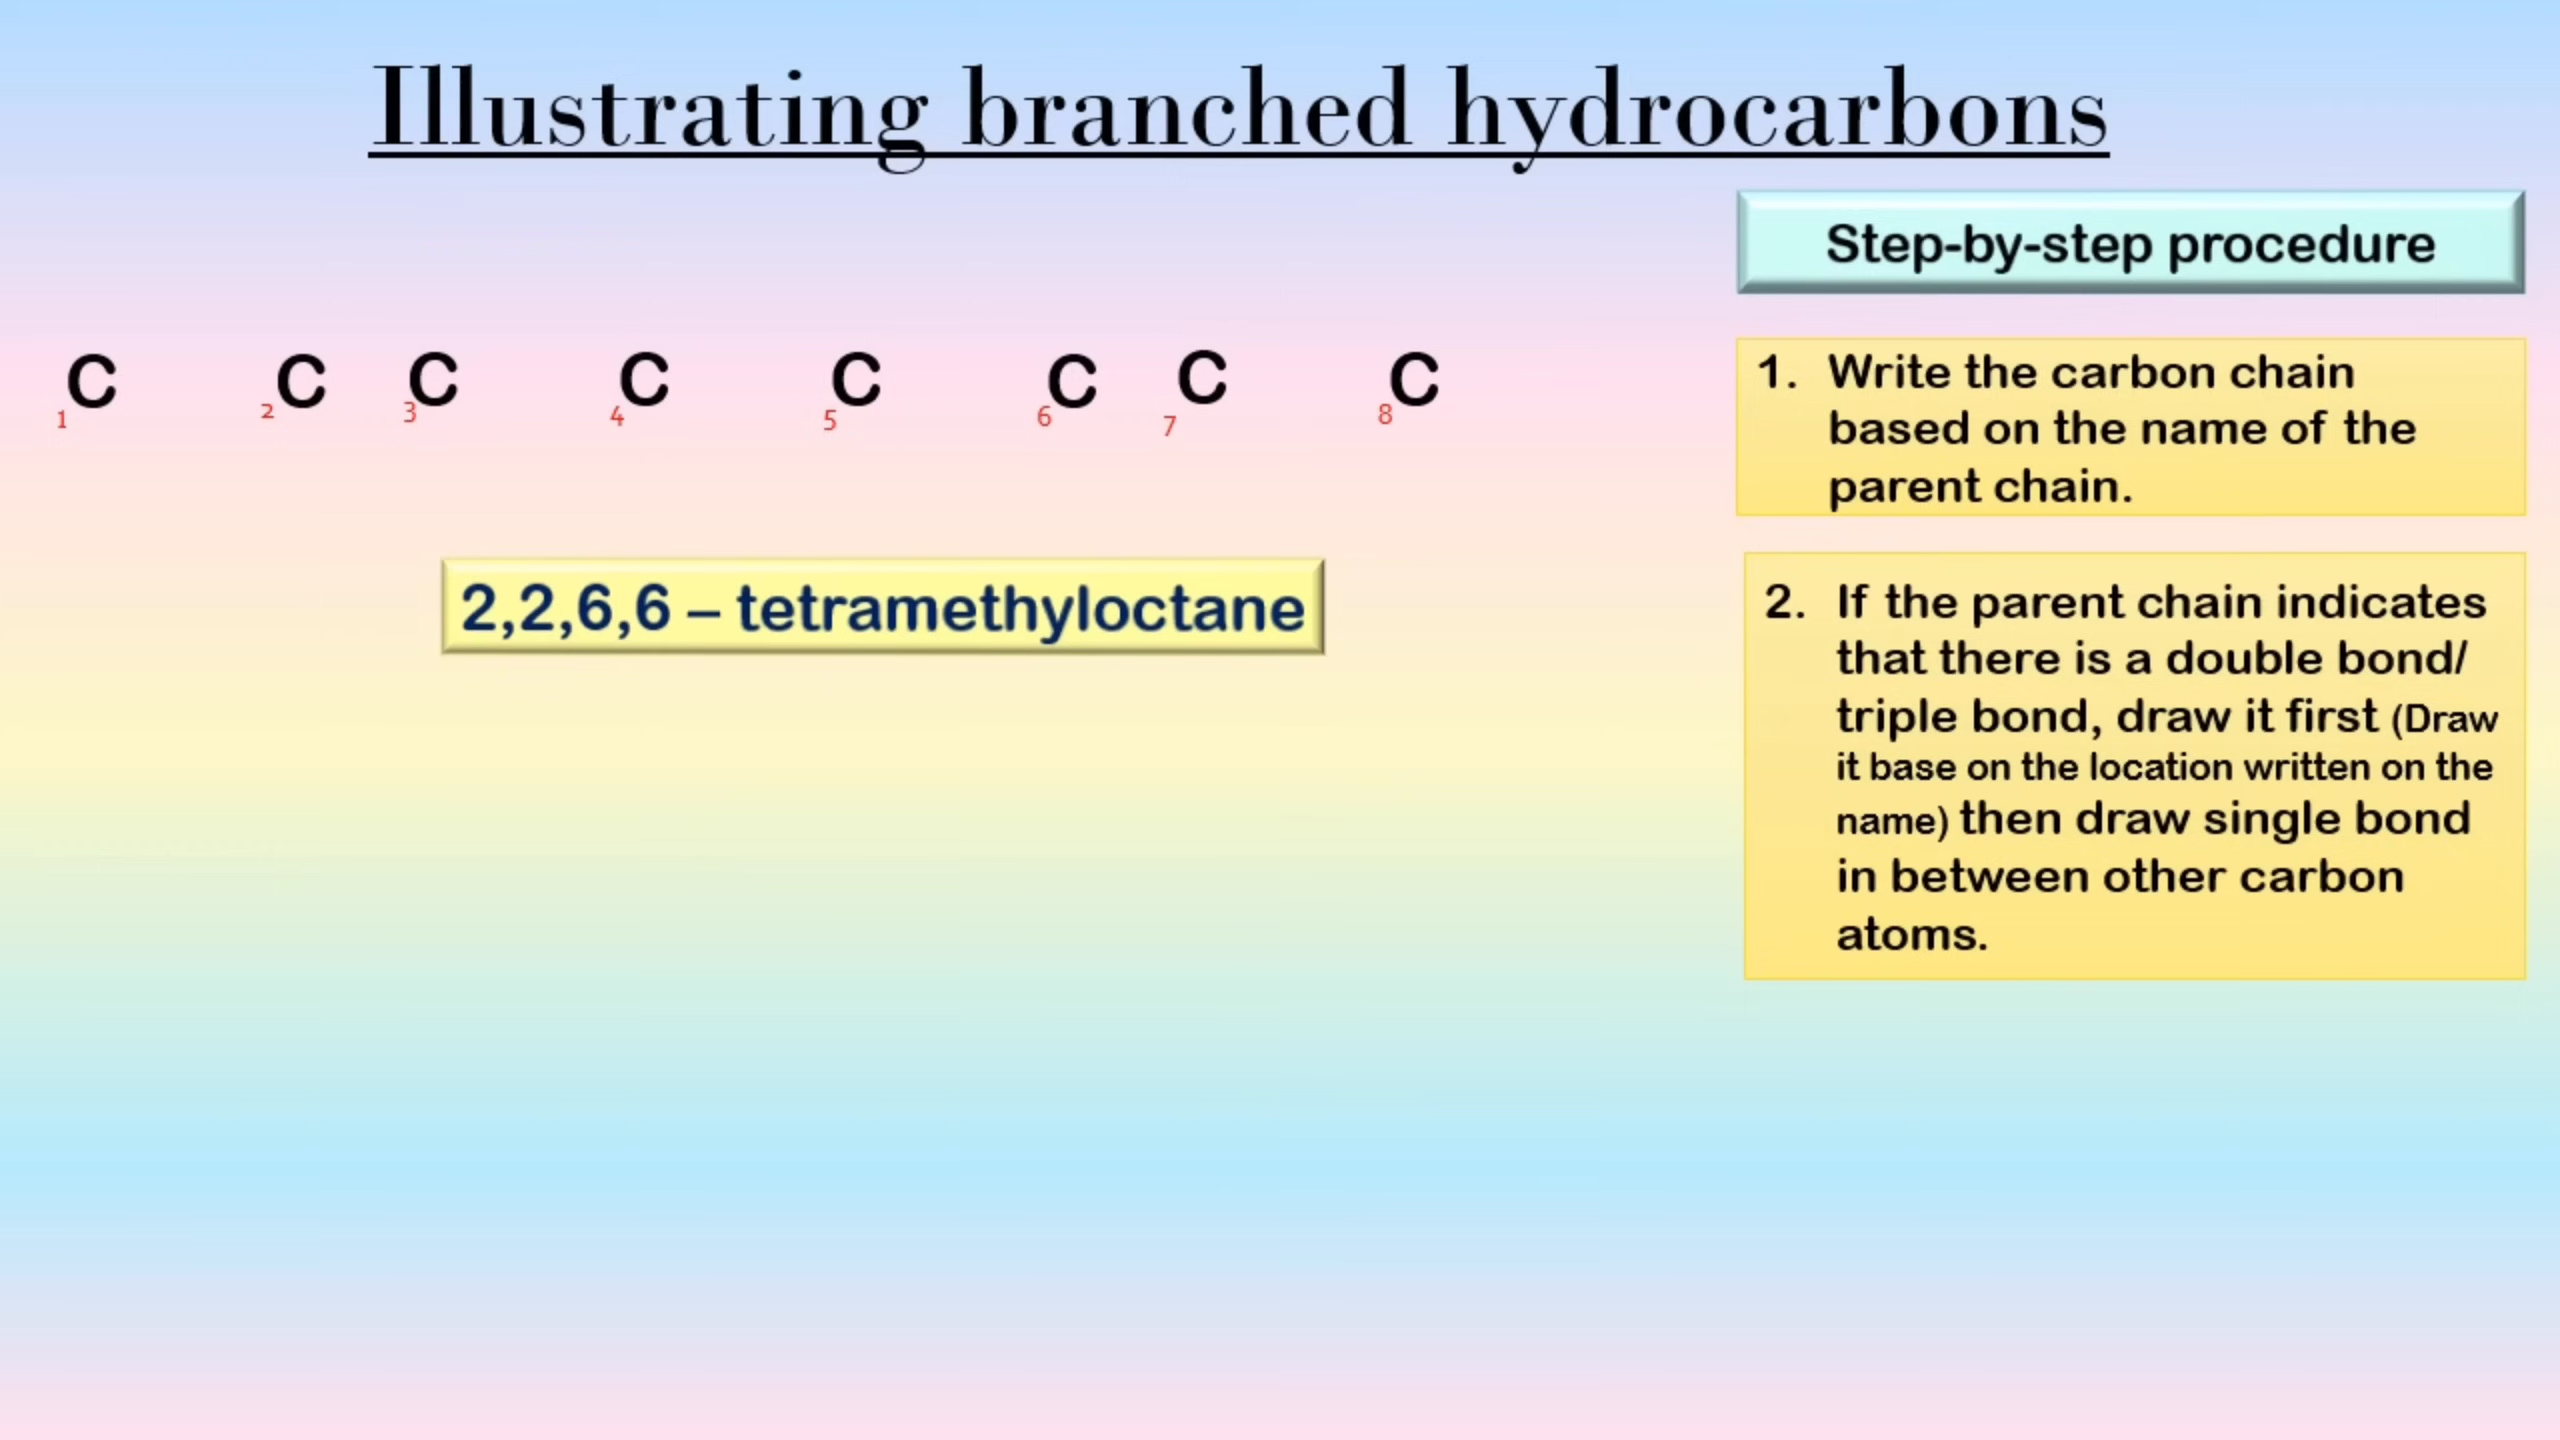 Illustrating branched hydrocarbons
Step-by-step procedure
C C C C C C C C
1 2 3 4 5 6 7 8
1. Write the carbon chain
based on the name of the
parent chain.
2,2,6,6 – tetramethyloctane
2. If the parent chain indicates
that there is a double bond/
triple bond, draw it first (Draw
it base on the location written on the
name) then draw single bond
in between other carbon
atoms.